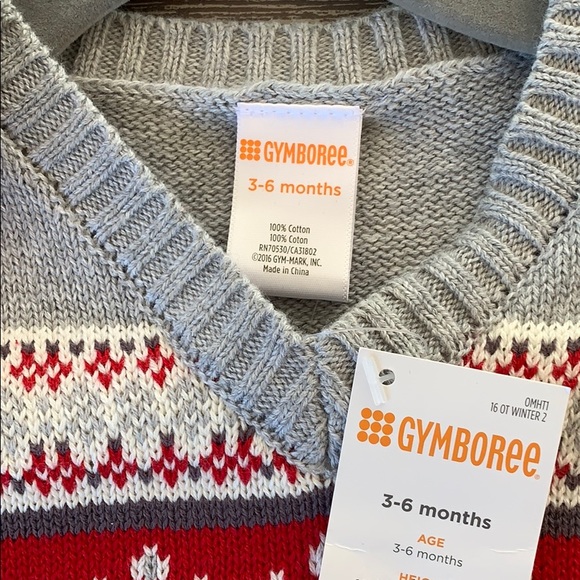 GYMBOREE®
3-6 months
100% Cotton
100% Coton
RN70530/CA31802
©2016 GYM-MARK, INC.
Made in China
OMHT1
16 OT WINTER 2
GYMBOREE®
3-6 months
AGE
3-6 months